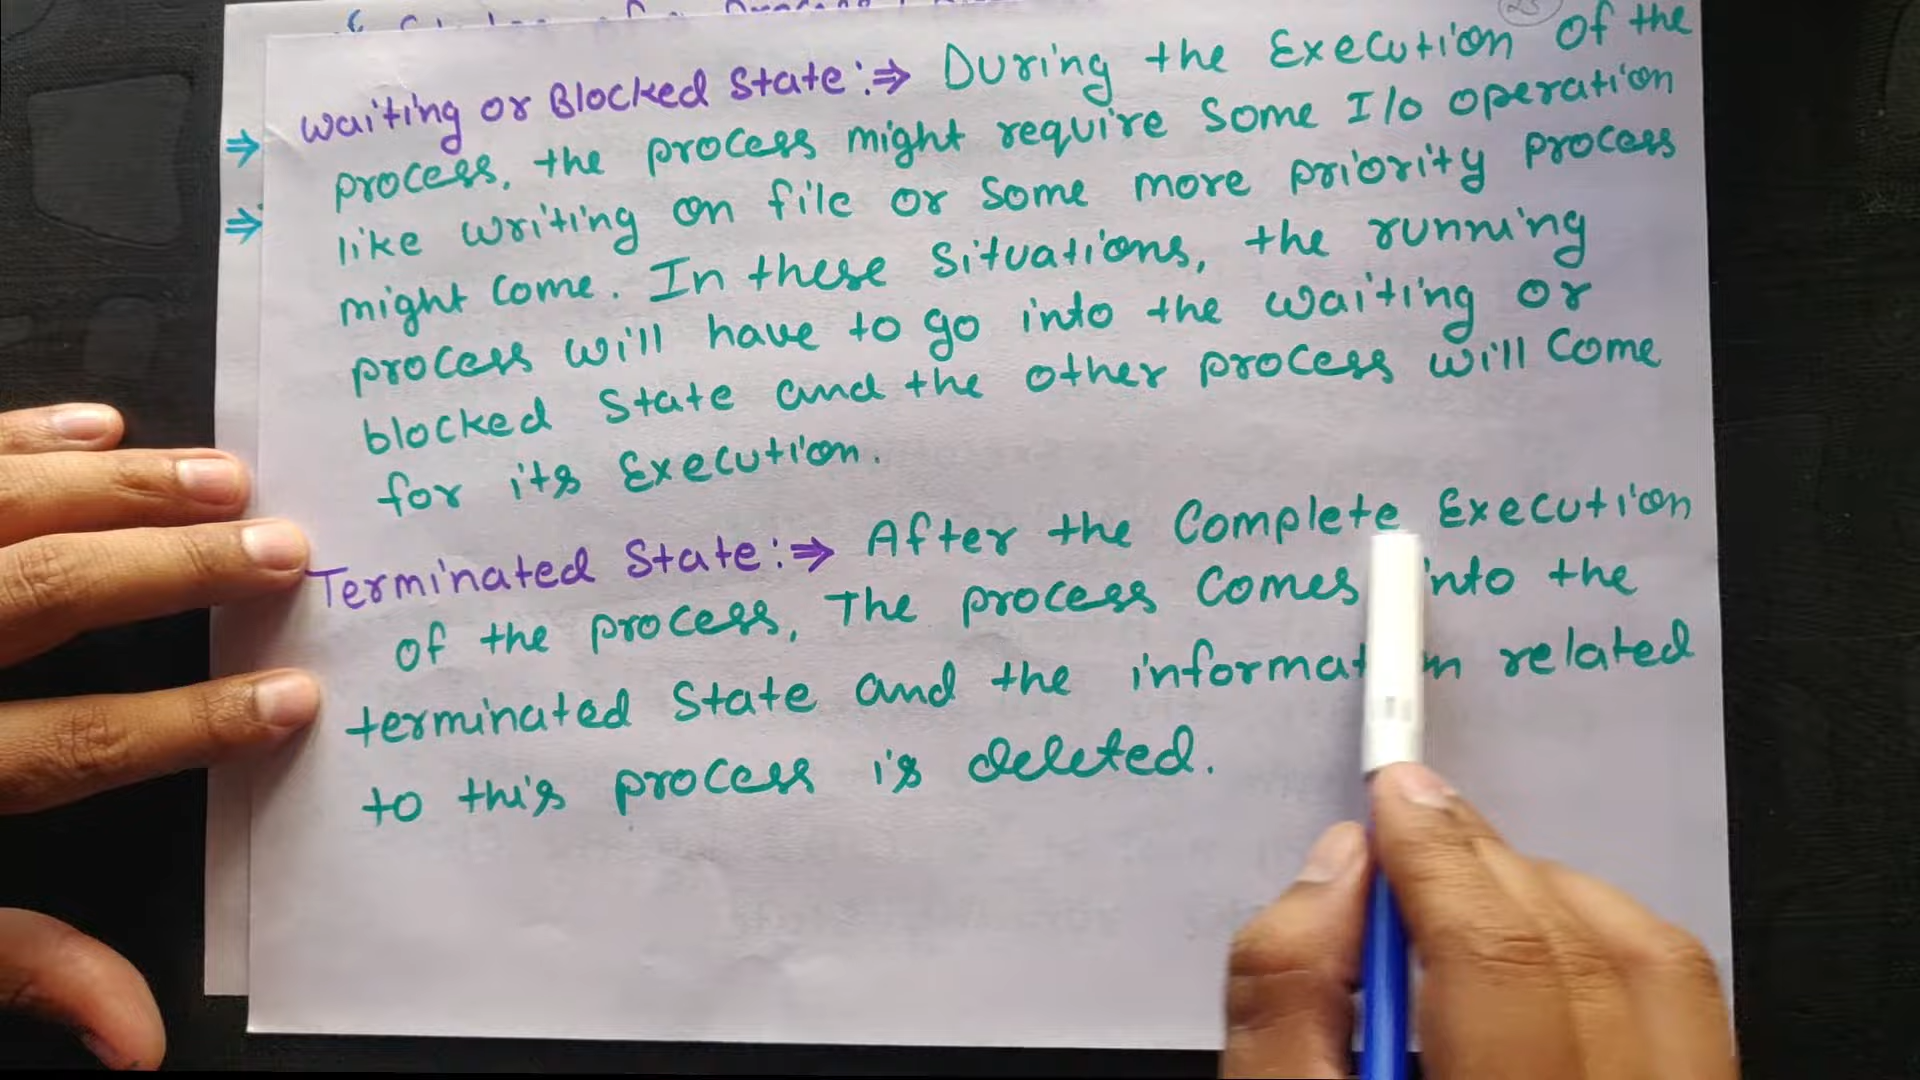 Waiting or Blocked State:⇒ During the Execution of the
process, the process might require some I/o operation
like writing on file or some more priority process
might come. In these situations, the running
process will have to go into the waiting or
blocked State and the other process will come
for its Execution.
Terminated State:⇒ After the Complete Execution
of the process, The process comes into the
terminated State and the information related
to this process is deleted.